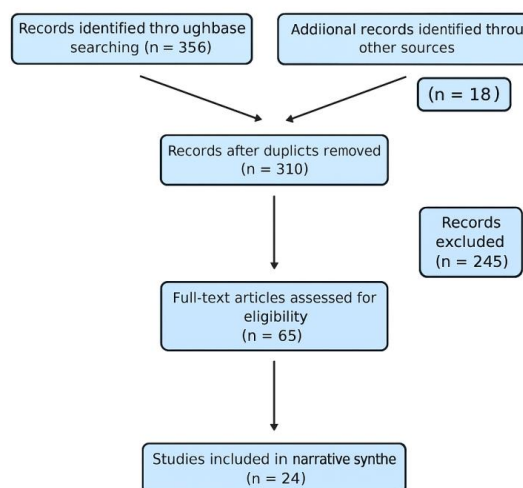 Records identified thro ughbase
searching (n = 356)
Addiional records identified throu
other sources
(n = 18)
Records after duplicts removed
(n = 310)
Records
excluded
(n = 245)
Full-text articles assessed for
eligibility
(n = 65)
Studies included in narrative synthe
(n = 24)